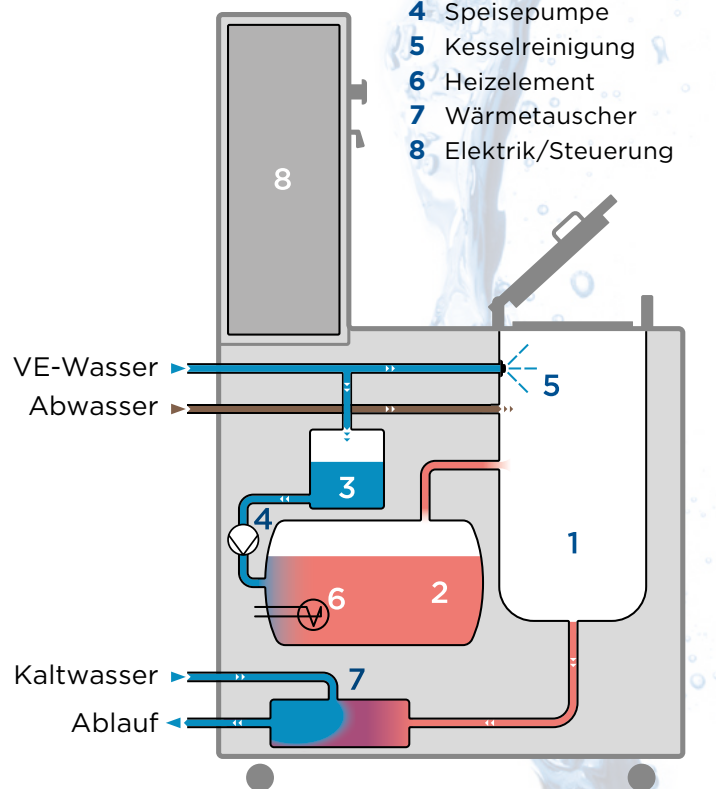 4 Speisepumpe
5 Kesselreinigung
6 Heizelement
7 Wärmetauscher
8 Elektrik/Steuerung
8
VE-Wasser
5
Abwasser
3
4
1
6
2
Kaltwasser
7
Ablauf